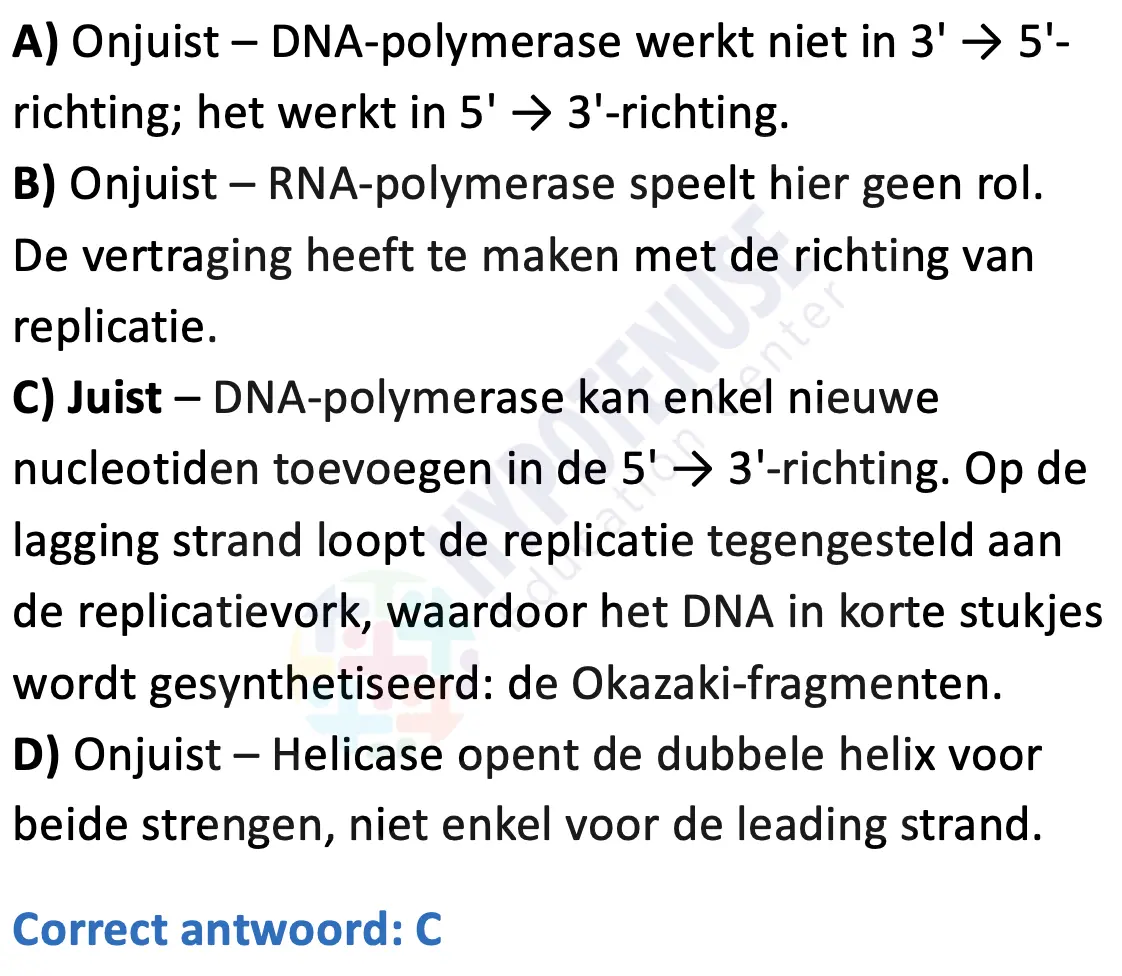 A) Onjuist – DNA-polymerase werkt niet in 3' → 5'-
richting; het werkt in 5' → 3'-richting.
B) Onjuist – RNA-polymerase speelt hier geen rol.
De vertraging heeft te maken met de richting van
replicatie.
C) Juist – DNA-polymerase kan enkel nieuwe
nucleotiden toevoegen in de 5' → 3'-richting. Op de
lagging strand loopt de replicatie tegengesteld aan
de replicatievork, waardoor het DNA in korte stukjes
wordt gesynthetiseerd: de Okazaki-fragmenten.
D) Onjuist – Helicase opent de dubbele helix voor
beide strengen, niet enkel voor de leading strand.
Correct antwoord: C
HYPOTENUSE
education center